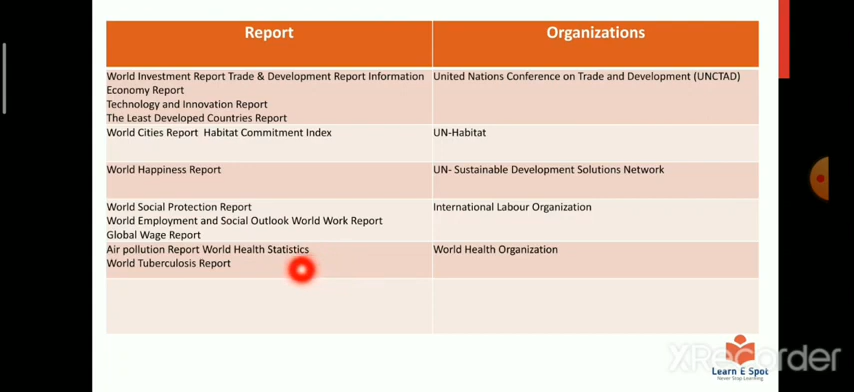 Report
Organizations
World Investment Report Trade & Development Report Information
Economy Report
Technology and Innovation Report
The Least Developed Countries Report
United Nations Conference on Trade and Development (UNCTAD)
World Cities Report  Habitat Commitment Index
UN-Habitat
World Happiness Report
UN- Sustainable Development Solutions Network
World Social Protection Report
World Employment and Social Outlook World Work Report
Global Wage Report
International Labour Organization
Air pollution Report World Health Statistics
World Tuberculosis Report
World Health Organization
XRecorder
Learn E Spot
Never Stop Learning